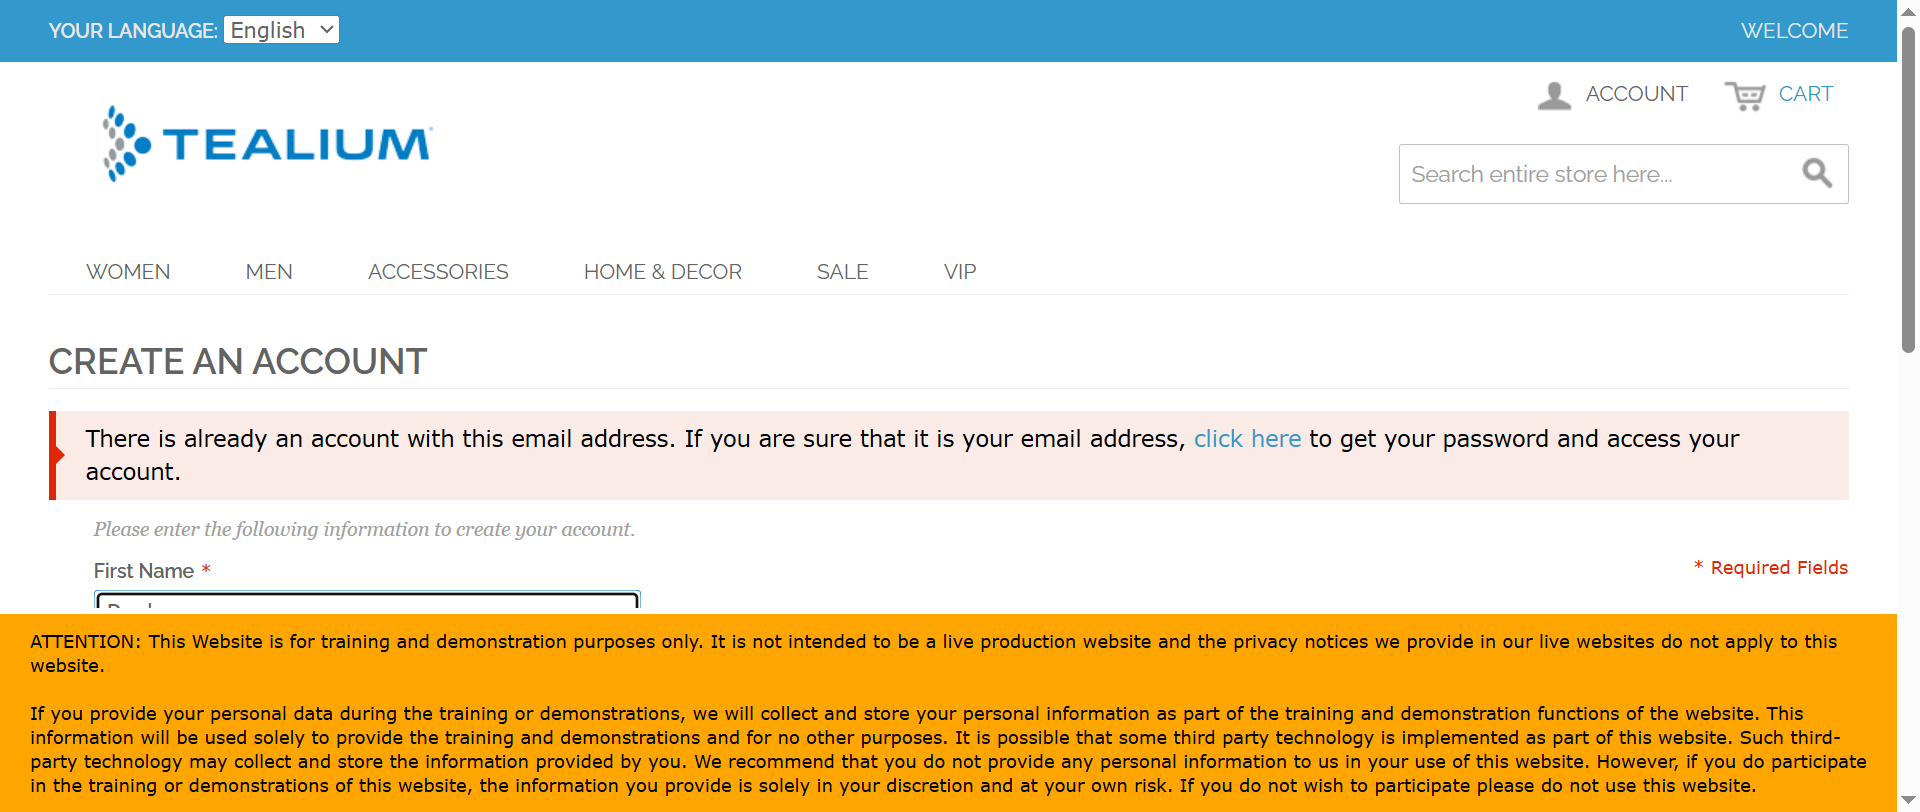 YOUR LANGUAGE: English
WELCOME
ACCOUNT
CART
TEALIUM
Search entire store here...
WOMEN MEN ACCESSORIES HOME & DECOR SALE VIP
CREATE AN ACCOUNT
There is already an account with this email address. If you are sure that it is your email address, click here to get your password and access your
account.
Please enter the following information to create your account.
First Name *
* Required Fields
ATTENTION: This Website is for training and demonstration purposes only. It is not intended to be a live production website and the privacy notices we provide in our live websites do not apply to this
website.
If you provide your personal data during the training or demonstrations, we will collect and store your personal information as part of the training and demonstration functions of the website. This
information will be used solely to provide the training and demonstrations and for no other purposes. It is possible that some third party technology is implemented as part of this website. Such third-
party technology may collect and store the information provided by you. We recommend that you do not provide any personal information to us in your use of this website. However, if you do participate
in the training or demonstrations of this website, the information you provide is solely in your discretion and at your own risk. If you do not wish to participate please do not use this website.